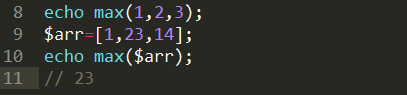 8 echo max(1,2,3);
9 $arr=[1,23,14];
10 echo max($arr);
11 // 23